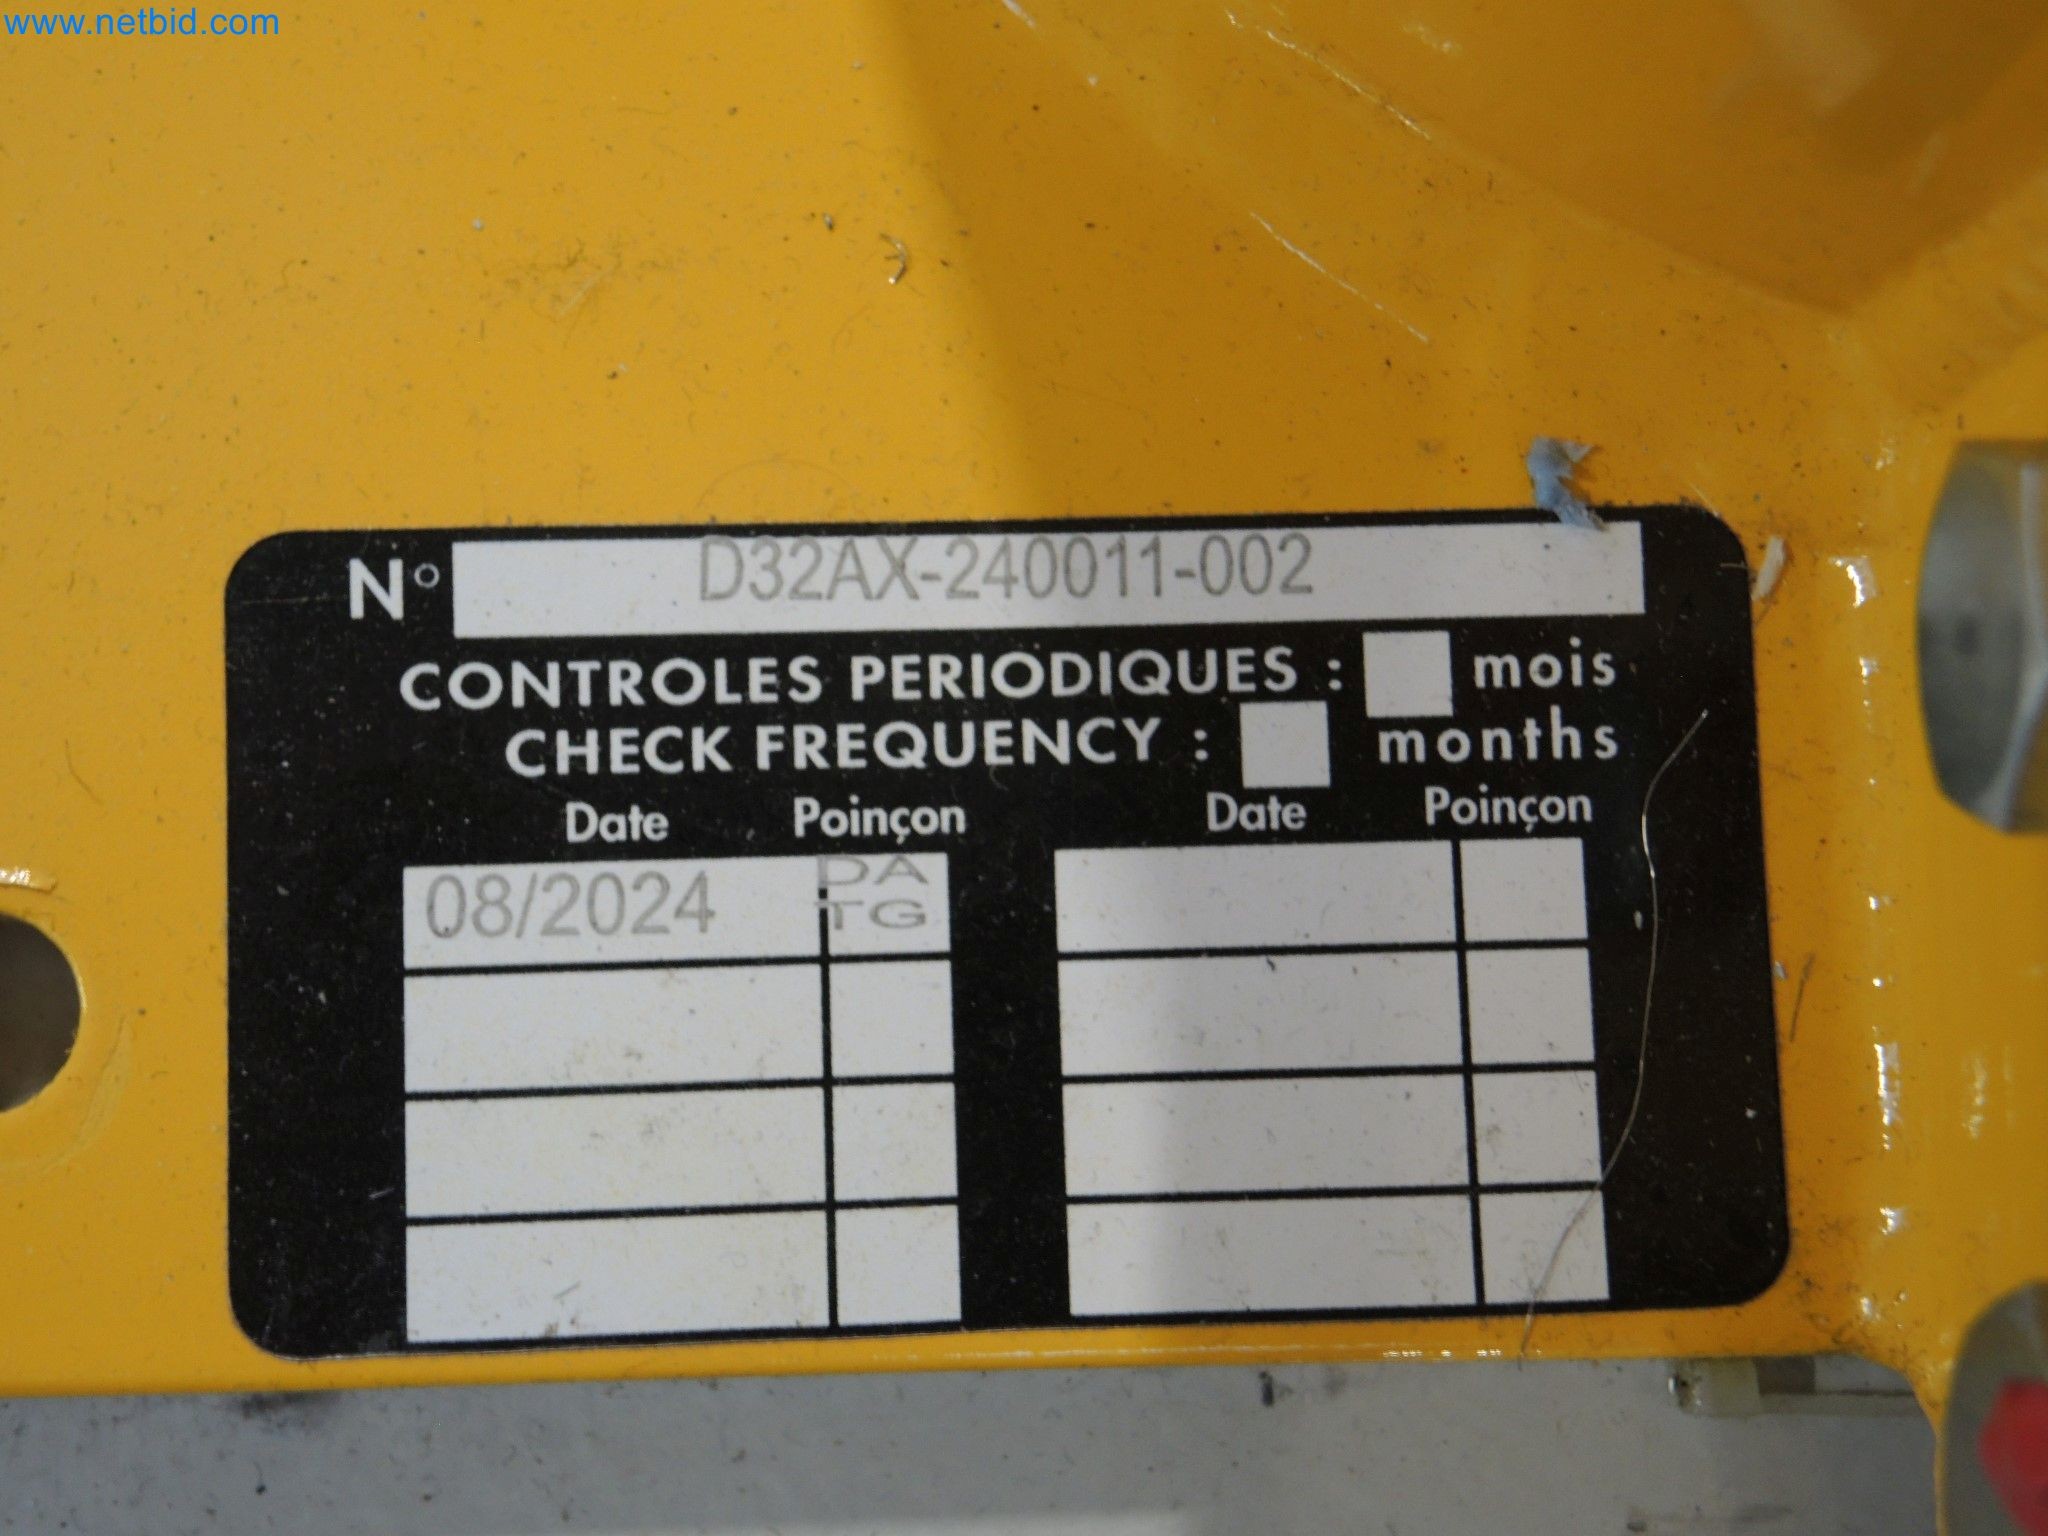 www.netbid.com
N° D32AX-240011-002
CONTROLES PERIODIQUES : mois
CHECK FREQUENCY : months
Date Poinçon Date Poinçon
08/2024 DA
TG